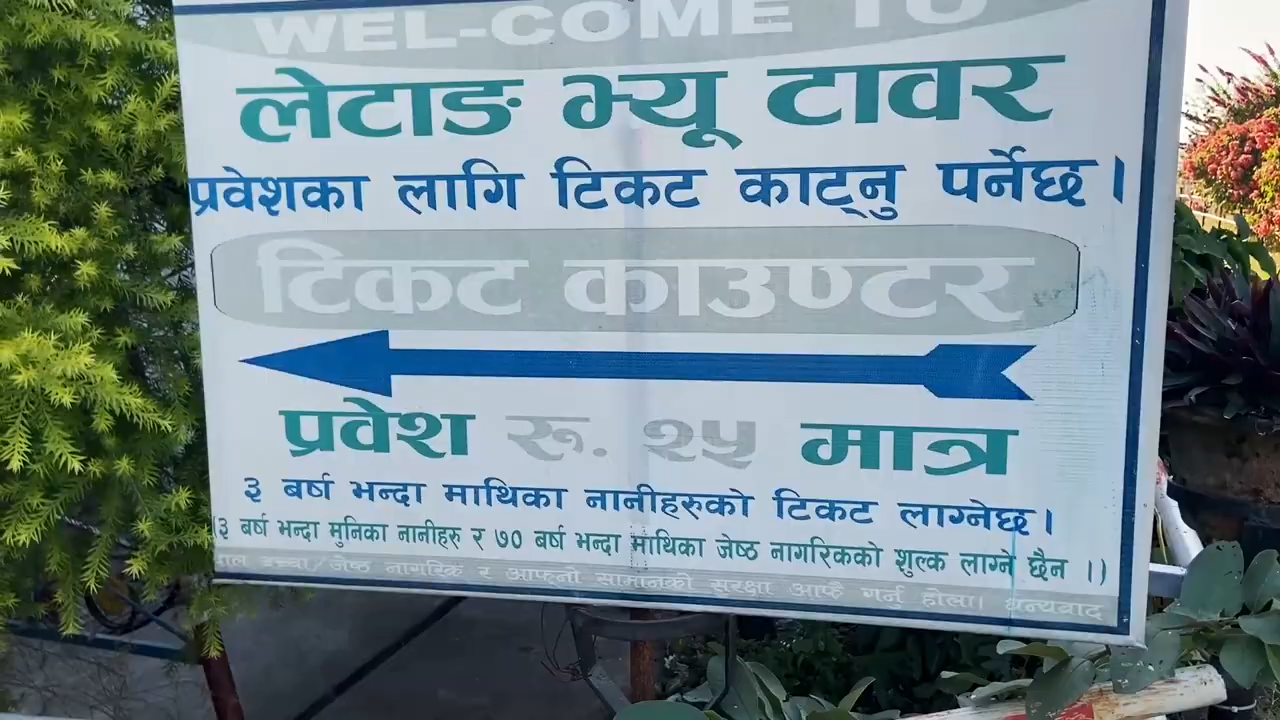 WEL-COME TO
लेटाङ भ्यू टावर
प्रवेशका लागि टिकट काट्नु पर्नेछ।
टिकट काउण्टर
प्रवेश रू. २५ मात्र
३ बर्ष भन्दा माथिका नानीहरुको टिकट लाग्नेछ।
(३ बर्ष भन्दा मुनिका नानीहरु र ७० बर्ष भन्दा माथिका जेष्ठ नागरिकको शुल्क लाग्ने छैन ।)
बच्चा/जेष्ठ नागरिक र आफ्नो सामानको सुरक्षा आफै गर्नु होला। धन्यवाद